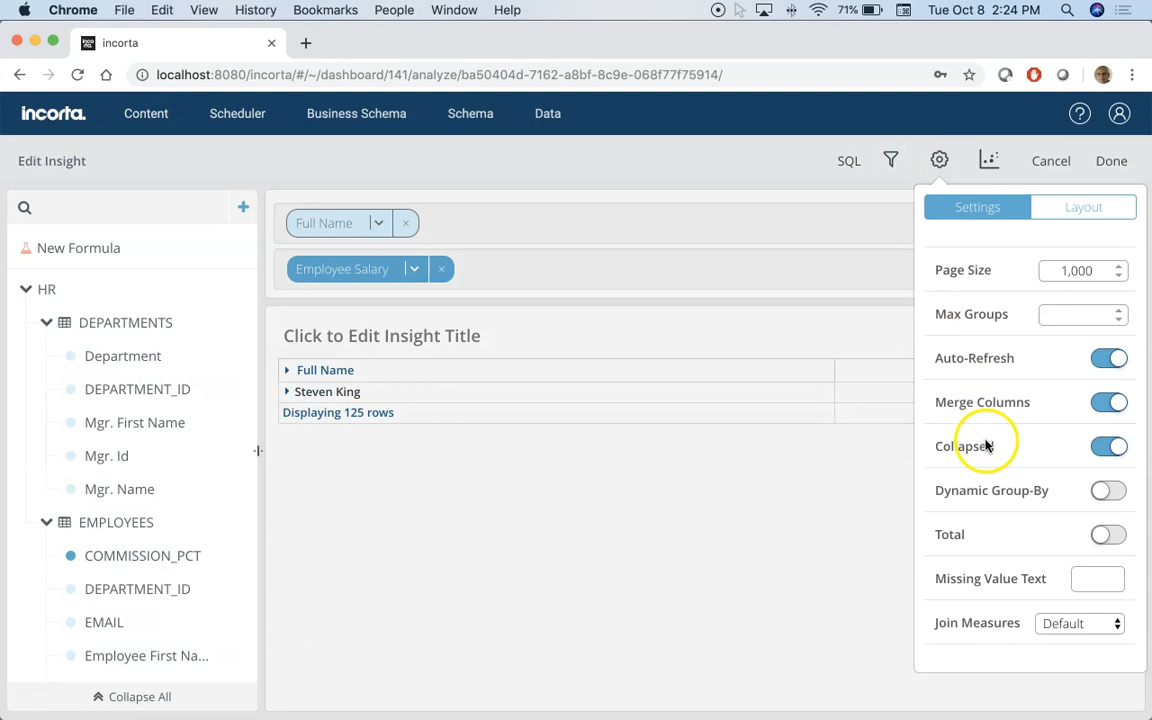 Chrome File Edit View History Bookmarks People Window Help 71% Tue Oct 8 2:24 PM
incorta
localhost:8080/incorta/#/~/dashboard/141/analyze/ba50404d-7162-a8bf-8c9e-068f77f75914/
incorta. Content Scheduler Business Schema Schema Data
Edit Insight SQL Cancel Done
Settings Layout
Full Name
New Formula
Employee Salary
Page Size 1,000
HR
Max Groups
DEPARTMENTS
Click to Edit Insight Title
Department
Auto-Refresh
Full Name
DEPARTMENT_ID
Steven King
Merge Columns
Displaying 125 rows
Mgr. First Name
Collapsed
Mgr. Id
Mgr. Name
Dynamic Group-By
EMPLOYEES
Total
COMMISSION_PCT
Missing Value Text
DEPARTMENT_ID
EMAIL
Join Measures Default
Employee First Na...
Collapse All